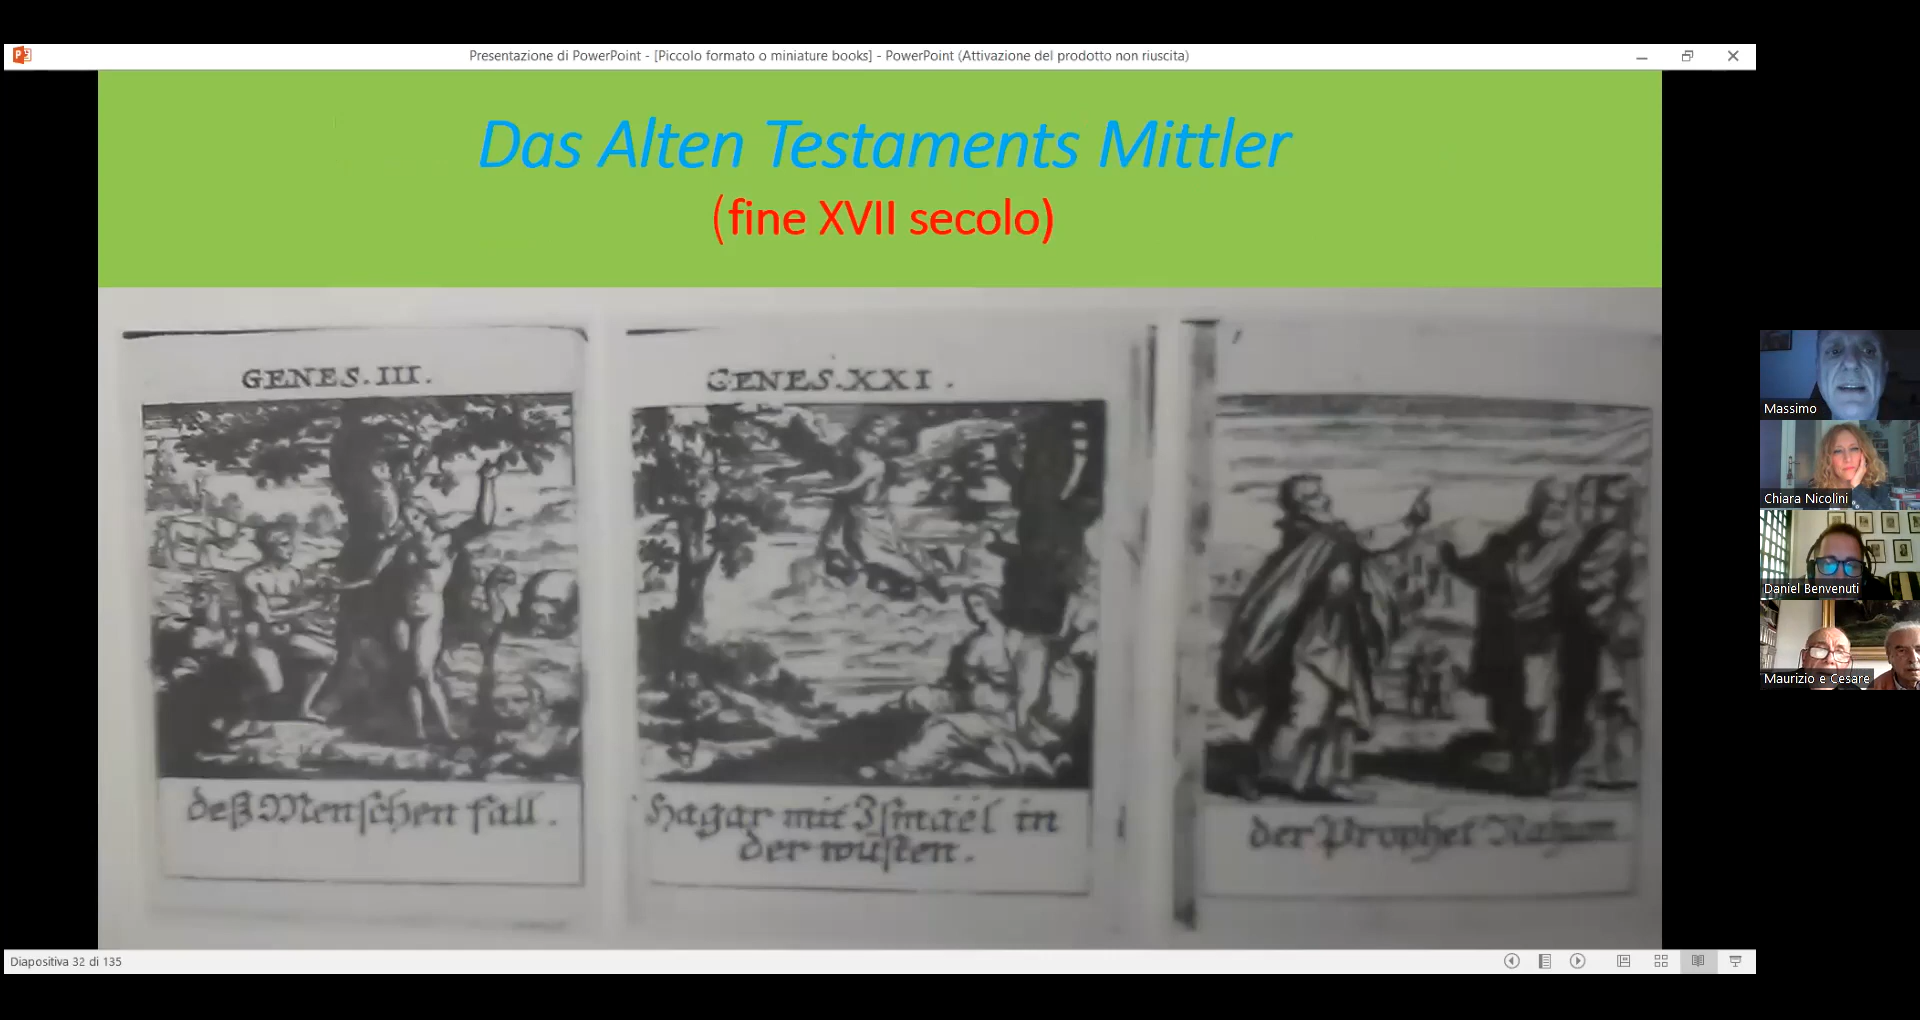 Presentazione di PowerPoint - [Piccolo formato o miniature books] - PowerPoint (Attivazione del prodotto non riuscita)
Das Alten Testaments Mittler
(fine XVII secolo)
GENES.III.
GENES.XXI.
deß Menſchen fall.
Hagar mit Iſmaël in
der wüſten.
der Prophet Nahum
Massimo
Chiara Nicolini
Daniel Benvenuti
Maurizio e Cesare
Diapositiva 32 di 135